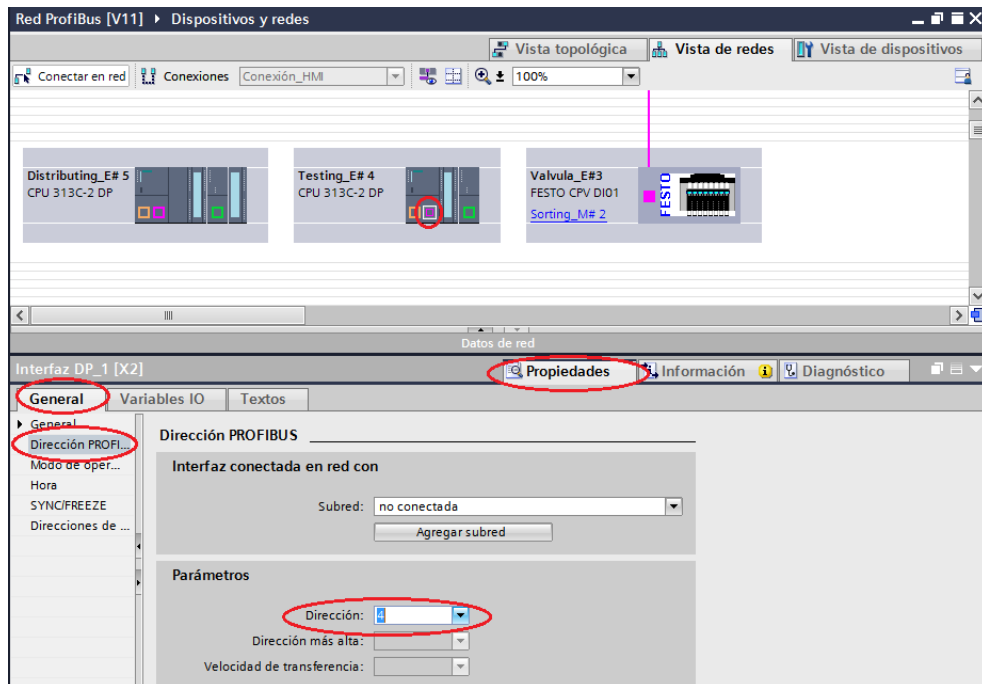 Red ProfiBus [V11] ▸ Dispositivos y redes
Vista topológica Vista de redes Vista de dispositivos
Conectar en red Conexiones Conexión_HMI 100%
Distributing_E# 5
CPU 313C-2 DP
Testing_E# 4
CPU 313C-2 DP
Valvula_E#3
FESTO CPV DI01
Sorting_M# 2
FESTO
Datos de red
Interfaz DP_1 [X2]
Propiedades Información Diagnóstico
General Variables IO Textos
General
Dirección PROFI...
Modo de oper...
Hora
SYNC/FREEZE
Direcciones de ...
Dirección PROFIBUS
Interfaz conectada en red con
Subred: no conectada
Agregar subred
Parámetros
Dirección: 4
Dirección más alta:
Velocidad de transferencia: